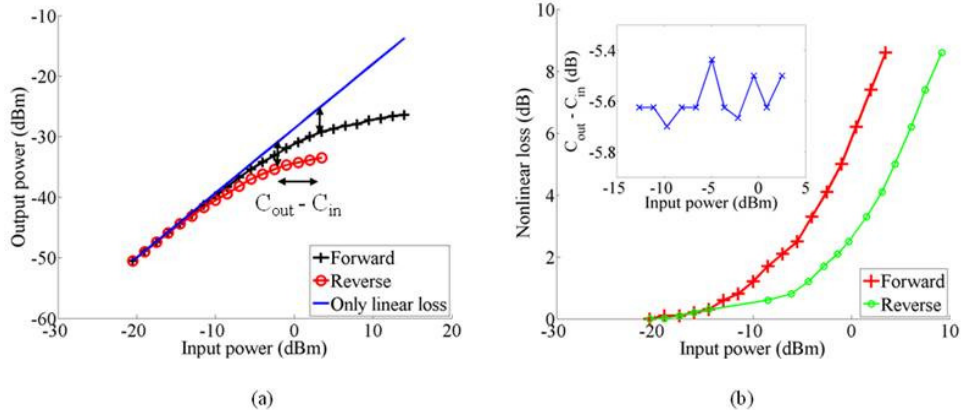 -10
-20
-30
-40
-50
-60
-30
-20
-10
0
10
20
Output power (dBm)
Input power (dBm)
Cout - Cin
Forward
Reverse
Only linear loss
(a)
10
8
6
4
2
0
-30
-20
-10
0
10
Nonlinear loss (dB)
Input power (dBm)
-5.4
-5.6
-5.8
-15
-10
-5
0
5
Cout - Cin (dB)
Input power (dBm)
Forward
Reverse
(b)